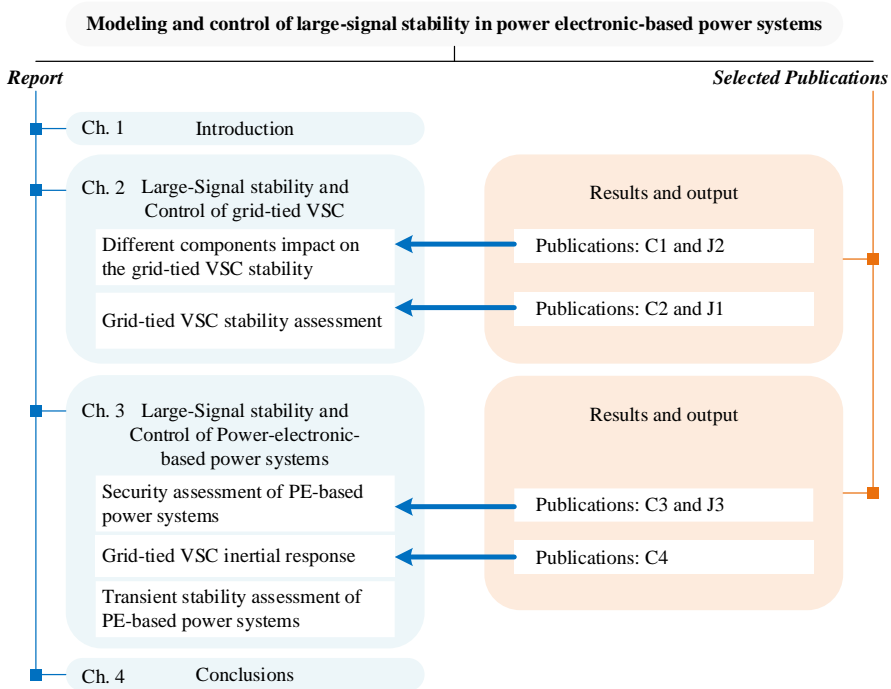 Modeling and control of large-signal stability in power electronic-based power systems
Report
Selected Publications
Ch. 1 Introduction
Ch. 2 Large-Signal stability and
Control of grid-tied VSC
Different components impact on
the grid-tied VSC stability
Grid-tied VSC stability assessment
Results and output
Publications: C1 and J2
Publications: C2 and J1
Ch. 3 Large-Signal stability and
Control of Power-electronic-
based power systems
Security assessment of PE-based
power systems
Grid-tied VSC inertial response
Transient stability assessment of
PE-based power systems
Results and output
Publications: C3 and J3
Publications: C4
Ch. 4 Conclusions